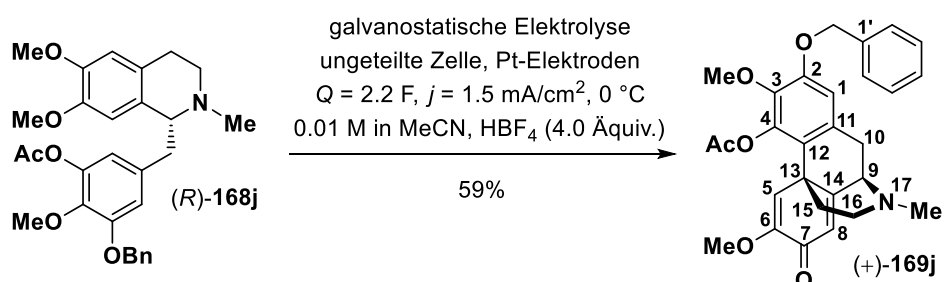 MeO
MeO
N
Me
AcO
MeO
OBn
(R)-168j
galvanostatische Elektrolyse
ungeteilte Zelle, Pt-Elektroden
Q = 2.2 F, j = 1.5 mA/cm², 0 °C
0.01 M in MeCN, HBF₄ (4.0 Äquiv.)
59%
1'
O
MeO
3
2
1
4
AcO
11
10
12
13
14
9
5
15
16
17
N
Me
6
7
8
MeO
O
(+)-169j